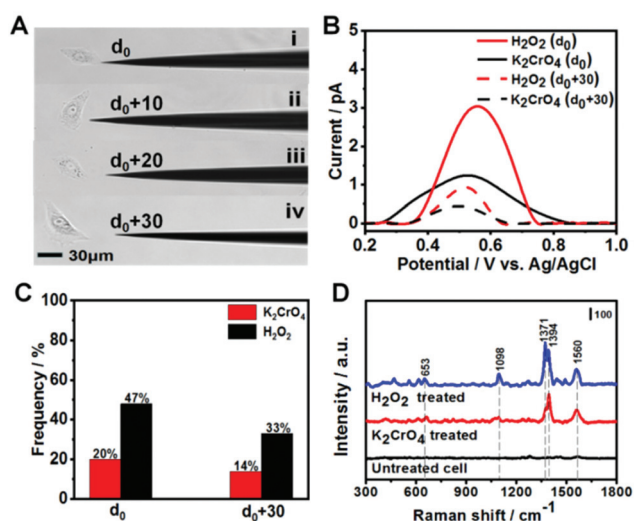 A
d₀
i
d₀+10
ii
d₀+20
iii
d₀+30
iv
30μm
B
Current / pA
5
4
3
2
1
0
H₂O₂ (d₀)
K₂CrO₄ (d₀)
H₂O₂ (d₀+30)
K₂CrO₄ (d₀+30)
0.2 0.4 0.6 0.8 1.0
Potential / V vs. Ag/AgCl
C
Frequency / %
100
80
60
40
20
0
K₂CrO₄
H₂O₂
20%
47%
14%
33%
d₀ d₀+30
D
Intensity / a.u.
100
653
1098
1371
1394
1560
H₂O₂ treated
K₂CrO₄ treated
Untreated cell
300 600 900 1200 1500 1800
Raman shift / cm⁻¹